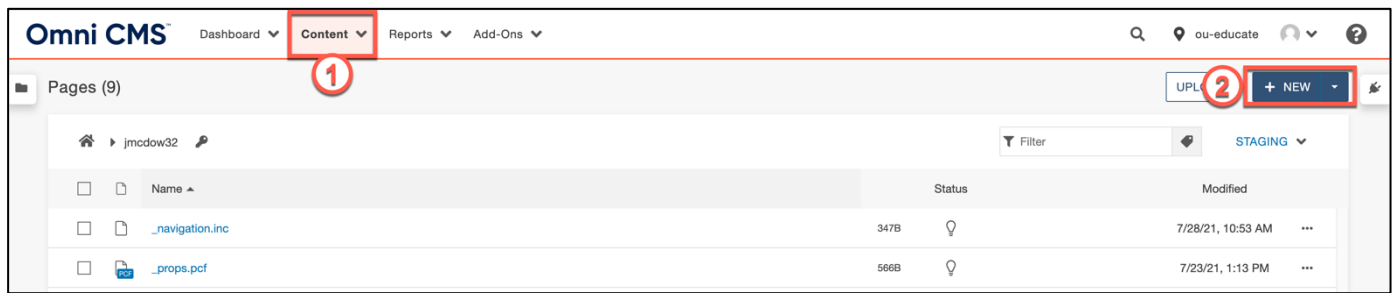 Omni CMS™ Dashboard Content Reports Add-Ons ou-educate ?
1
Pages (9) UPL 2 + NEW
jmcdow32 Filter STAGING
Name Status Modified
_navigation.inc 347B 7/28/21, 10:53 AM ...
PCF _props.pcf 566B 7/23/21, 1:13 PM ...